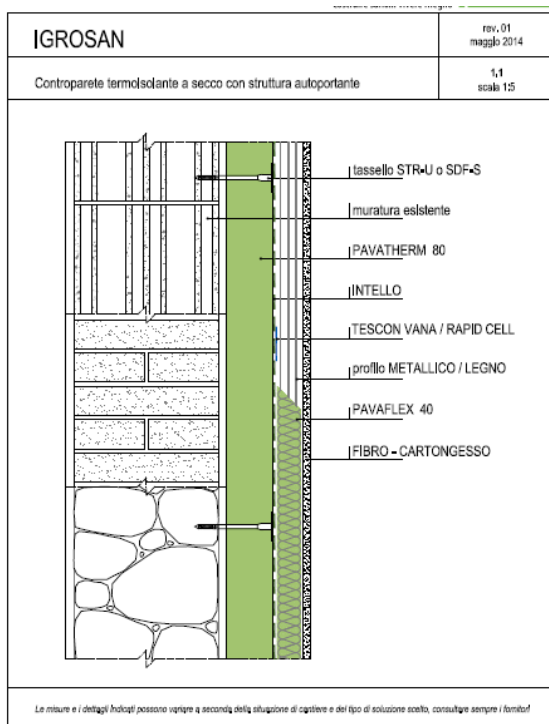 IGROSAN
rev. 01
maggio 2014
Controparete termoisolante a secco con struttura autoportante
1,1
scala 1:5
tassello STR-U o SDF-S
muratura esistente
PAVATHERM 80
INTELLO
TESCON VANA / RAPID CELL
profilo METALLICO / LEGNO
PAVAFLEX 40
FIBRO - CARTONGESSO
Le misure e i dettagli indicati possono variare a seconda della situazione di cantiere e del tipo di soluzione scelto, consultare sempre i fornitori